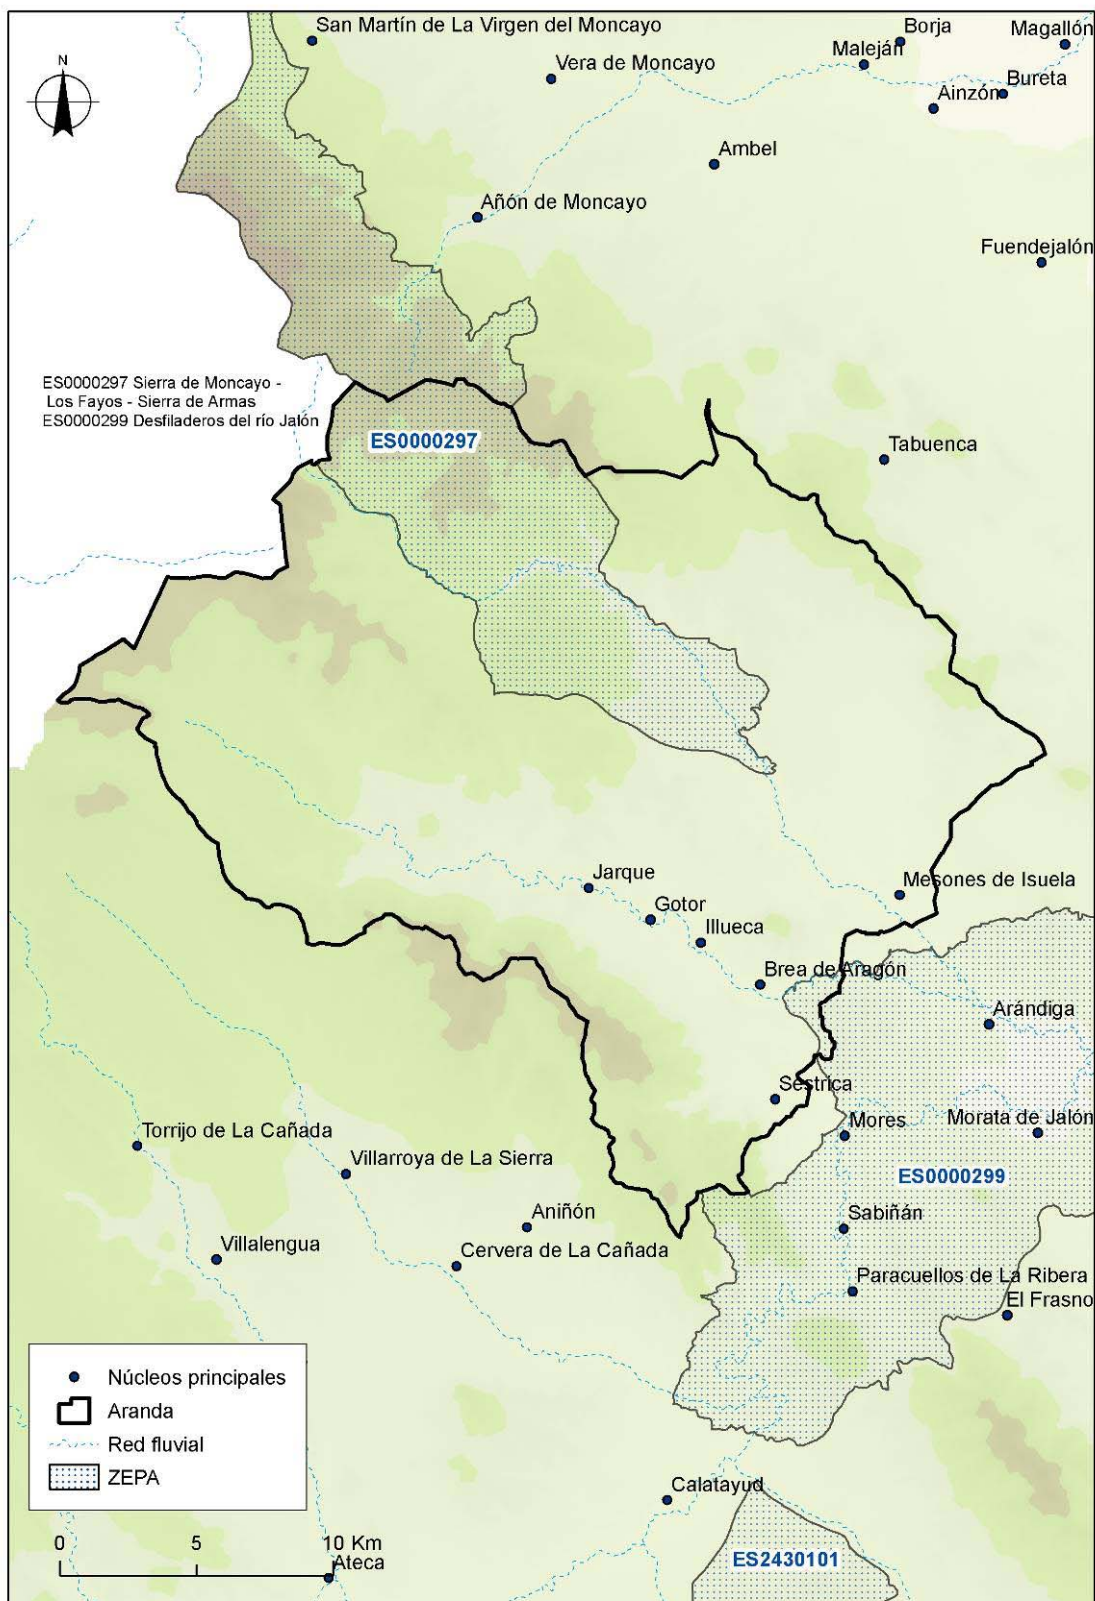 San Martín de La Virgen del Moncayo
Borja
Magallón
Maleján
Vera de Moncayo
Bureta
Ainzón
N
Ambel
Añón de Moncayo
Fuendejalón
ES0000297 Sierra de Moncayo -
Los Fayos - Sierra de Armas
ES0000299 Desfiladeros del río Jalón
ES0000297
Tabuenca
Jarque
Mesones de Isuela
Gotor
Illueca
Brea de Aragón
Arándiga
Sestrica
Mores
Morata de Jalón
Torrijo de La Cañada
Villarroya de La Sierra
ES0000299
Aniñón
Sabiñán
Villalengua
Cervera de La Cañada
Paracuellos de La Ribera
El Frasno
Núcleos principales
Aranda
Red fluvial
ZEPA
Calatayud
0 5 10 Km
Ateca
ES2430101